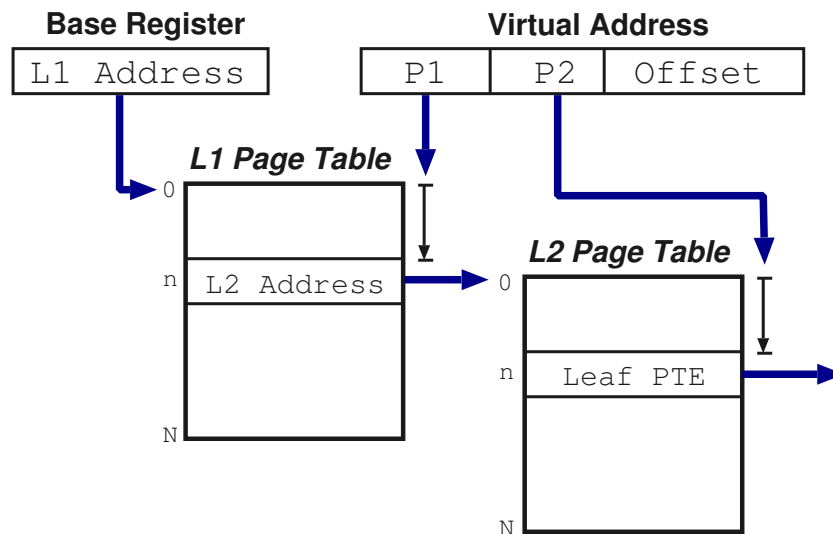 Base Register
Virtual Address
L1 Address
P1
P2
Offset
L1 Page Table
0
n
L2 Address
N
L2 Page Table
0
n
Leaf PTE
N